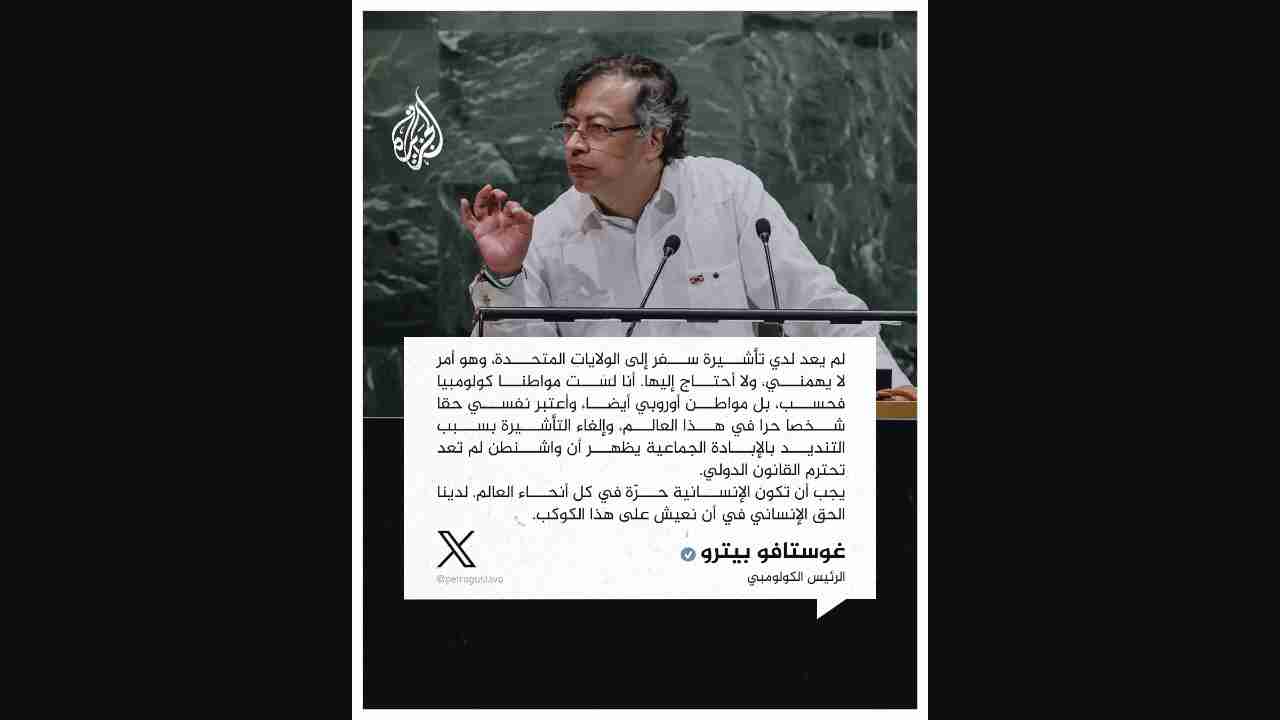 الجزيرة
لم يعد لدي تأشيرة سفر إلى الولايات المتحدة، وهو أمر
لا يهمني، ولا أحتاج إليها. أنا لست مواطنا كولومبيا
فحسب، بل مواطن أوروبي أيضا، وأعتبر نفسي حقا
شخصا حرا في هذا العالم، وإلغاء التأشيرة بسبب
التنديد بالإبادة الجماعية يظهر أن واشنطن لم تعد
تحترم القانون الدولي.
يجب أن تكون الإنسانية حرّة في كل أنحاء العالم. لدينا
الحق الإنساني في أن نعيش على هذا الكوكب.
غوستافو بيترو
الرئيس الكولومبي
X
@petrogustavo